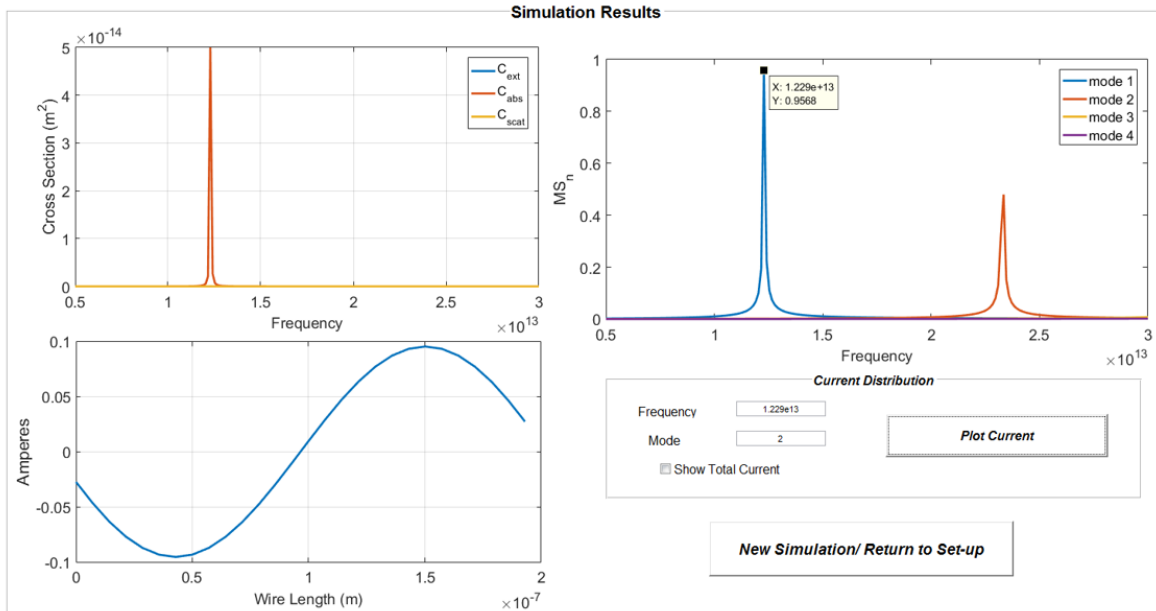 Simulation Results
×10⁻¹⁴
5
4
3
2
1
0
Cross Section (m²)
C_ext
C_abs
C_scat
0.5 1 1.5 2 2.5 3
Frequency
×10¹³
1
0.8
0.6
0.4
0.2
0
MS_n
X: 1.229e+13
Y: 0.9568
mode 1
mode 2
mode 3
mode 4
0.5 1 1.5 2 2.5 3
Frequency
×10¹³
0.1
0.05
0
-0.05
-0.1
Amperes
0 0.5 1 1.5 2
Wire Length (m)
×10⁻⁷
Current Distribution
Frequency 1.229e13
Mode 2
Show Total Current
Plot Current
New Simulation/ Return to Set-up